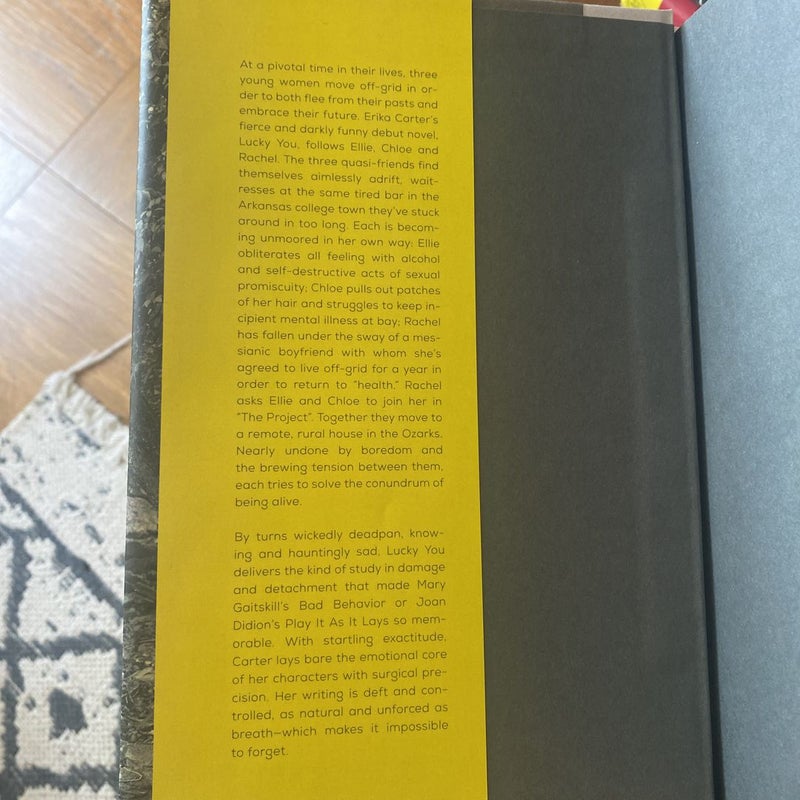 At a pivotal time in their lives, three
young women move off-grid in or-
der to both flee from their pasts and
embrace their future. Erika Carter's
fierce and darkly funny debut novel,
Lucky You, follows Ellie, Chloe and
Rachel. The three quasi-friends find
themselves aimlessly adrift, wait-
resses at the same tired bar in the
Arkansas college town they've stuck
around in too long. Each is becom-
ing unmoored in her own way: Ellie
obliterates all feeling with alcohol
and self-destructive acts of sexual
promiscuity; Chloe pulls out patches
of her hair and struggles to keep in-
cipient mental illness at bay; Rachel
has fallen under the sway of a mes-
sianic boyfriend with whom she's
agreed to live off-grid for a year in
order to return to "health." Rachel
asks Ellie and Chloe to join her in
"The Project". Together they move to
a remote, rural house in the Ozarks.
Nearly undone by boredom and
the brewing tension between them,
each tries to solve the conundrum of
being alive.
By turns wickedly deadpan, know-
ing and hauntingly sad, Lucky You
delivers the kind of study in damage
and detachment that made Mary
Gaitskill's Bad Behavior or Joan
Didion's Play It As It Lays so mem-
orable. With startling exactitude,
Carter lays bare the emotional core
of her characters with surgical pre-
cision. Her writing is deft and con-
trolled, as natural and unforced as
breath—which makes it impossible
to forget.